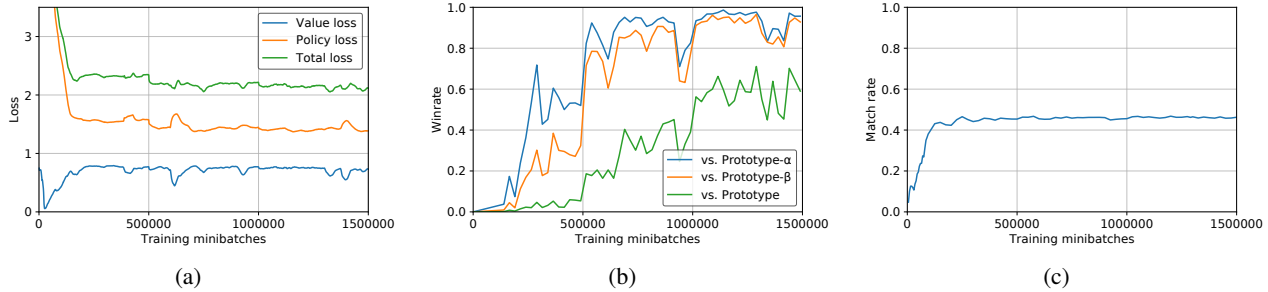 3
2
1
0
Loss
0
500000
1000000
1500000
Training minibatches
Value loss
Policy loss
Total loss
(a)
1.0
0.8
0.6
0.4
0.2
0.0
Winrate
0
500000
1000000
1500000
Training minibatches
vs. Prototype-α
vs. Prototype-β
vs. Prototype
(b)
1.0
0.8
0.6
0.4
0.2
0.0
Match rate
0
500000
1000000
1500000
Training minibatches
(c)